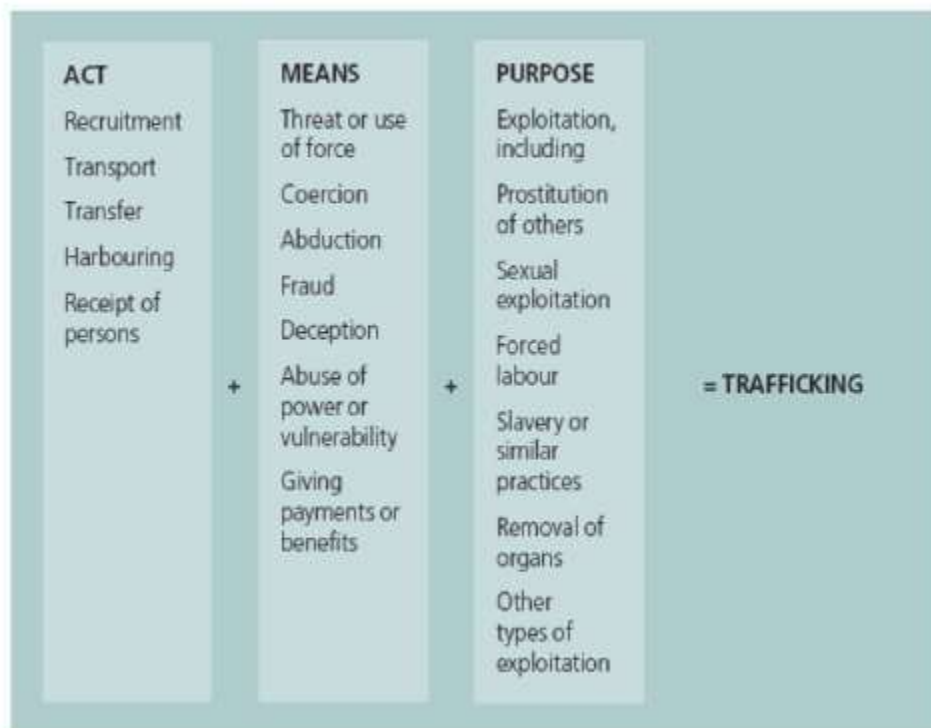 ACT
Recruitment
Transport
Transfer
Harbouring
Receipt of
persons
+
MEANS
Threat or use
of force
Coercion
Abduction
Fraud
Deception
Abuse of
power or
vulnerability
Giving
payments or
benefits
+
PURPOSE
Exploitation,
including
Prostitution
of others
Sexual
exploitation
Forced
labour
Slavery or
similar
practices
Removal of
organs
Other
types of
exploitation
= TRAFFICKING